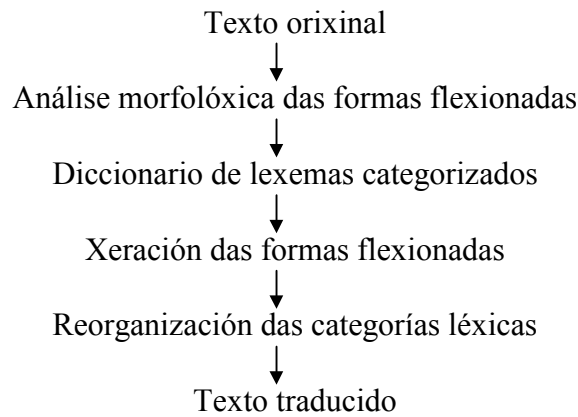 Texto orixinal
Análise morfolóxica das formas flexionadas
Diccionario de lexemas categorizados
Xeración das formas flexionadas
Reorganización das categorías léxicas
Texto traducido